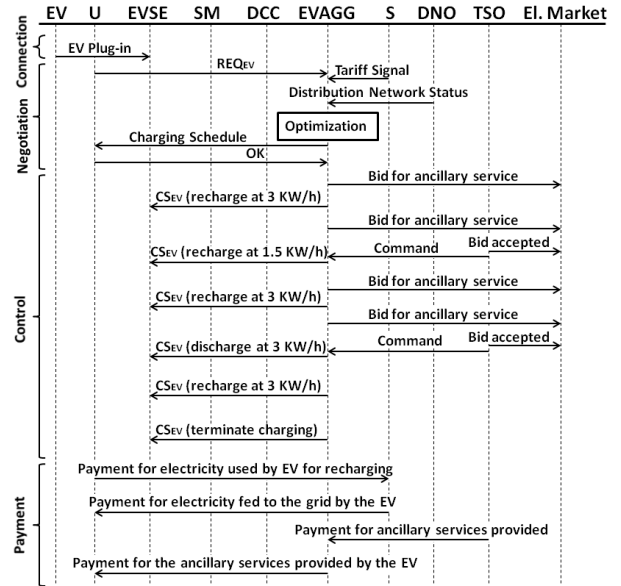 EV U EVSE SM DCC EVAGG S DNO TSO El. Market
Connection
EV Plug-in
Negotiation
REQEV
Tariff Signal
Distribution Network Status
Optimization
Charging Schedule
OK
Control
Bid for ancillary service
CSEV (recharge at 3 KW/h)
Bid for ancillary service
Bid accepted
Command
CSEV (recharge at 1.5 KW/h)
Bid for ancillary service
CSEV (recharge at 3 KW/h)
Bid for ancillary service
Bid accepted
Command
CSEV (discharge at 3 KW/h)
CSEV (recharge at 3 KW/h)
CSEV (terminate charging)
Payment
Payment for electricity used by EV for recharging
Payment for electricity fed to the grid by the EV
Payment for ancillary services provided
Payment for the ancillary services provided by the EV